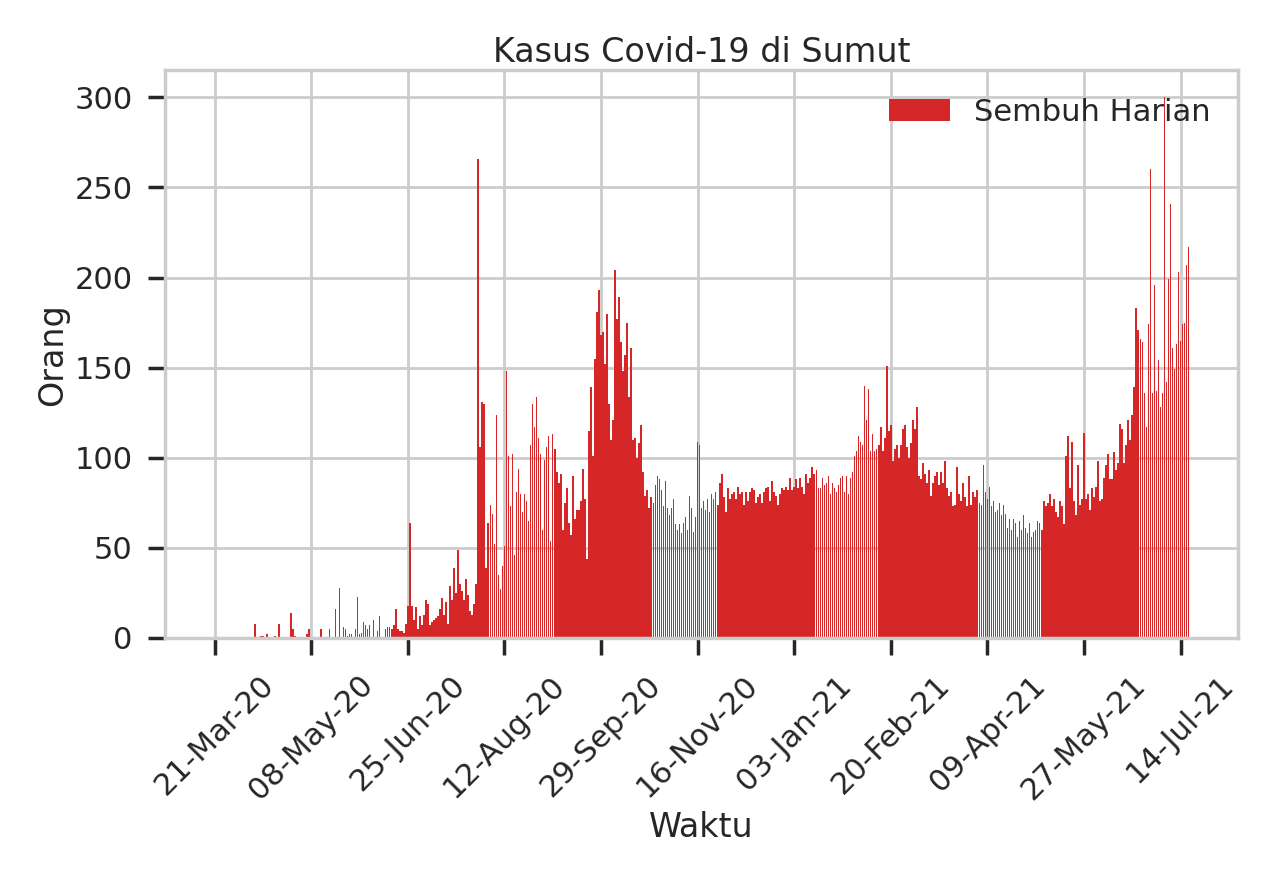 Kasus Covid-19 di Sumut
Sembuh Harian
Orang
300
250
200
150
100
50
0
21-Mar-20
08-May-20
25-Jun-20
12-Aug-20
29-Sep-20
16-Nov-20
03-Jan-21
20-Feb-21
09-Apr-21
27-May-21
14-Jul-21
Waktu